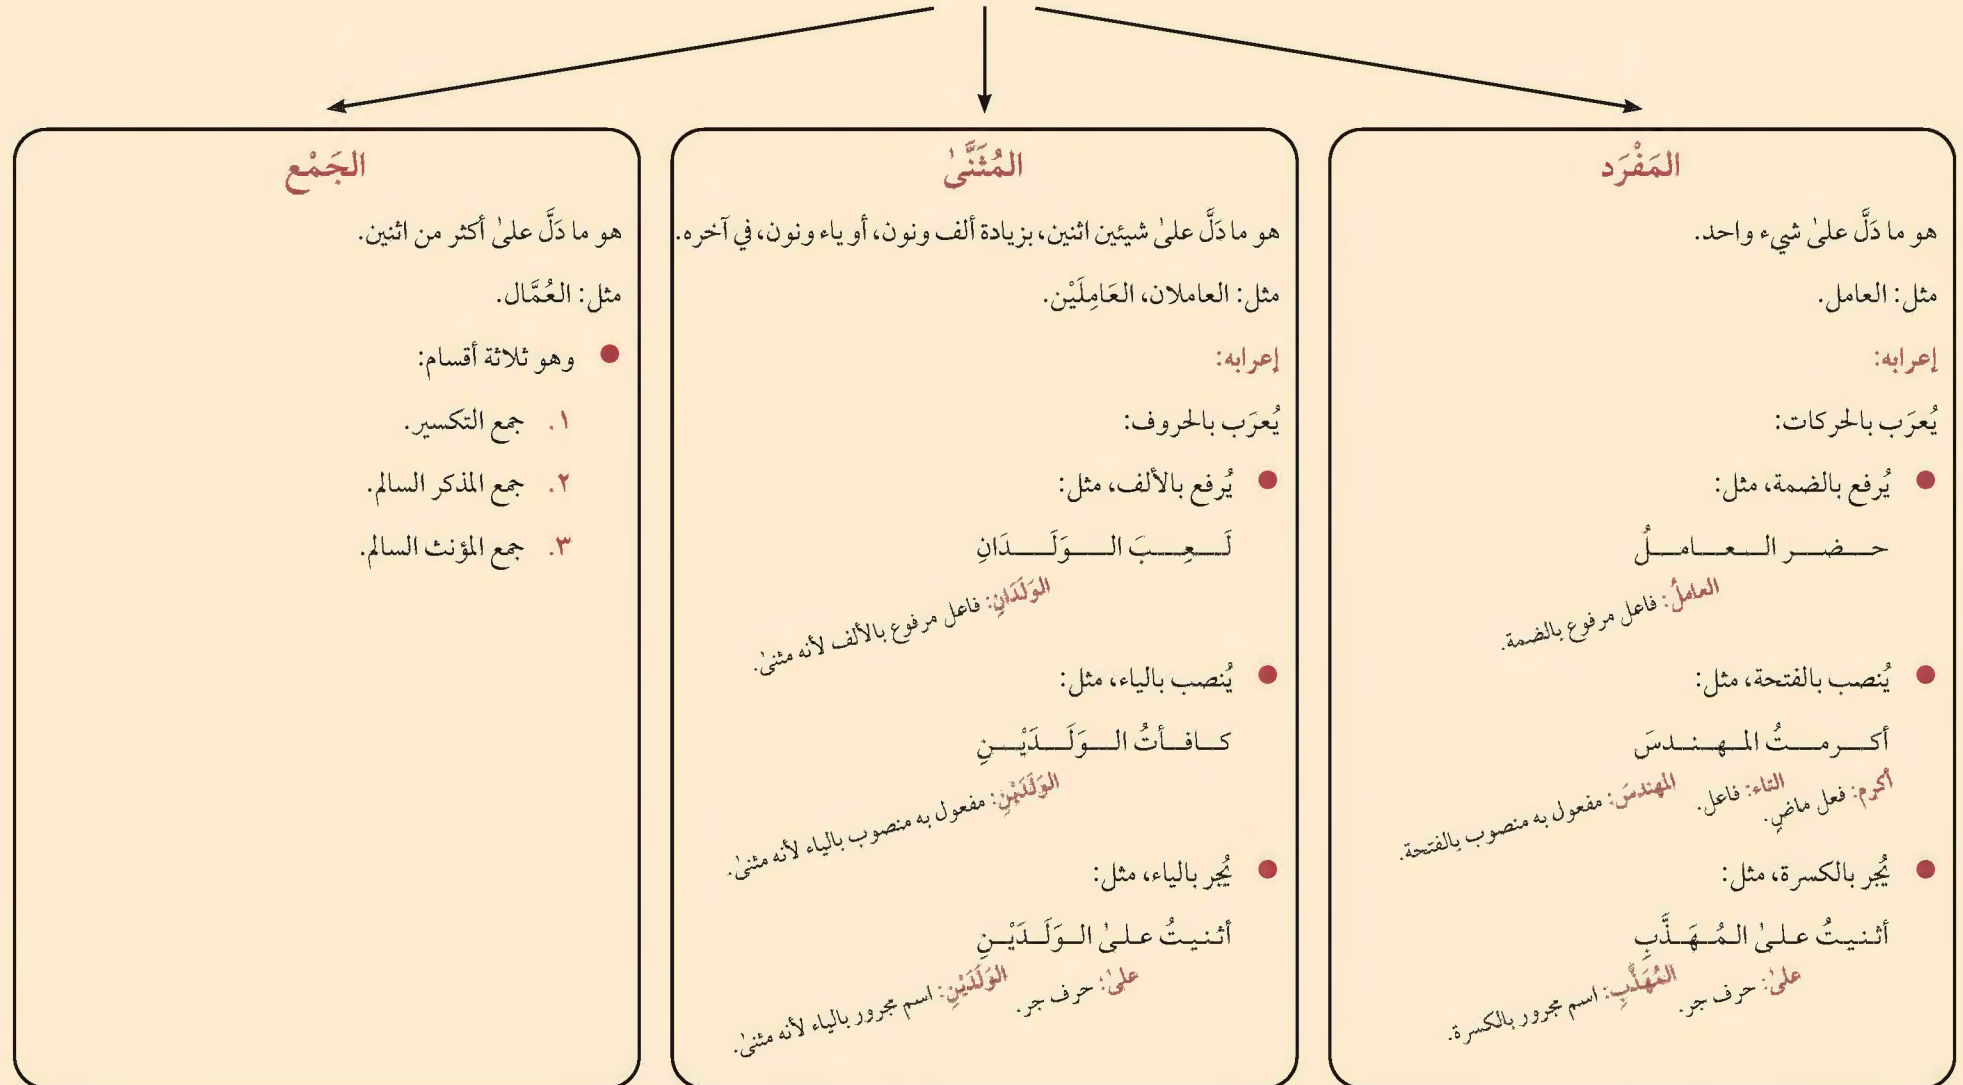 المَفْرَد
هو ما دَلَّ علىٰ شيء واحد.
مثل: العامل.
إعرابه:
يُعرَب بالحركات:
يُرفع بالضمة، مثل:
حضر العاملُ
العاملُ: فاعل مرفوع بالضمة.
يُنصب بالفتحة، مثل:
أكرمتُ المهندسَ
أكرم: فعل ماضٍ. التاء: فاعل. المهندسَ: مفعول به منصوب بالفتحة.
يُجر بالكسرة، مثل:
أثنيتُ علىٰ المُهَذَّبِ
علىٰ: حرف جر. المُهَذَّبِ: اسم مجرور بالكسرة.
المُثَنَّىٰ
هو ما دَلَّ علىٰ شيئين اثنين، بزيادة ألف ونون، أو ياء ونون، في آخره.
مثل: العاملان، العَامِلَيْن.
إعرابه:
يُعرَب بالحروف:
يُرفع بالألف، مثل:
لَعِبَ الوَلَدَانِ
الوَلَدَانِ: فاعل مرفوع بالألف لأنه مثنىٰ.
يُنصب بالياء، مثل:
كافأتُ الوَلَدَيْنِ
الوَلَدَيْنِ: مفعول به منصوب بالياء لأنه مثنىٰ.
يُجر بالياء، مثل:
أثنيتُ علىٰ الوَلَدَيْنِ
علىٰ: حرف جر. الوَلَدَيْنِ: اسم مجرور بالياء لأنه مثنىٰ.
الجَمْع
هو ما دَلَّ علىٰ أكثر من اثنين.
مثل: العُمَّال.
وهو ثلاثة أقسام:
١. جمع التكسير.
٢. جمع المذكر السالم.
٣. جمع المؤنث السالم.